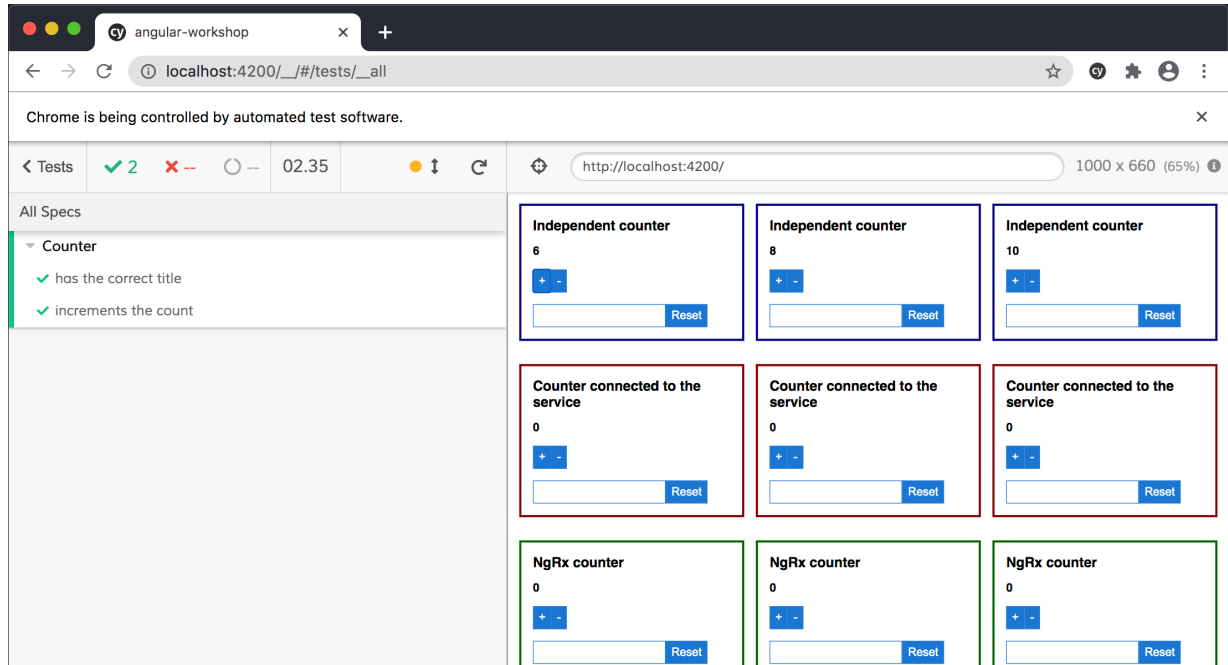 cy angular-workshop
localhost:4200/__/#/tests/__all
cy
Chrome is being controlled by automated test software.
Tests 2 -- -- 02.35
http://localhost:4200/ 1000 x 660 (65%)
All Specs
Counter
has the correct title
increments the count
Independent counter
6
+ -
Reset
Independent counter
8
+ -
Reset
Independent counter
10
+ -
Reset
Counter connected to the
service
0
+ -
Reset
Counter connected to the
service
0
+ -
Reset
Counter connected to the
service
0
+ -
Reset
NgRx counter
0
+ -
Reset
NgRx counter
0
+ -
Reset
NgRx counter
0
+ -
Reset